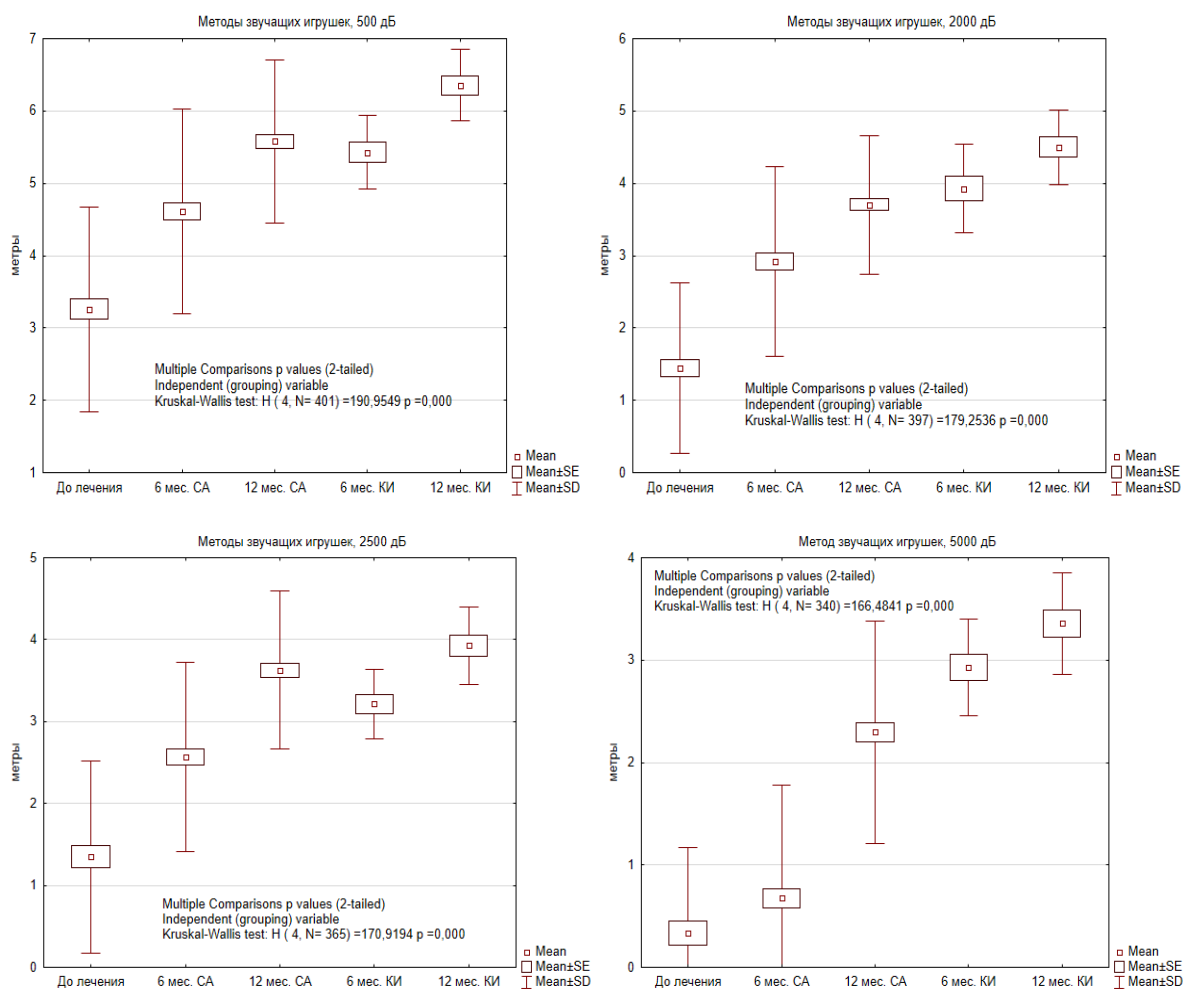 Методы звучащих игрушек, 500 дБ
7
6
5
4
3
2
1
метры
Multiple Comparisons p values (2-tailed)
Independent (grouping) variable
Kruskal-Wallis test: H ( 4, N= 401) =190,9549 p =0,000
До лечения 6 мес. СА 12 мес. СА 6 мес. КИ 12 мес. КИ
Mean
Mean±SE
Mean±SD
Методы звучащих игрушек, 2000 дБ
6
5
4
3
2
1
0
метры
Multiple Comparisons p values (2-tailed)
Independent (grouping) variable
Kruskal-Wallis test: H ( 4, N= 397) =179,2536 p =0,000
До лечения 6 мес. СА 12 мес. СА 6 мес. КИ 12 мес. КИ
Mean
Mean±SE
Mean±SD
Методы звучащих игрушек, 2500 дБ
5
4
3
2
1
0
метры
Multiple Comparisons p values (2-tailed)
Independent (grouping) variable
Kruskal-Wallis test: H ( 4, N= 365) =170,9194 p =0,000
До лечения 6 мес. СА 12 мес. СА 6 мес. КИ 12 мес. КИ
Mean
Mean±SE
Mean±SD
Метод звучащих игрушек, 5000 дБ
4
3
2
1
0
метры
Multiple Comparisons p values (2-tailed)
Independent (grouping) variable
Kruskal-Wallis test: H ( 4, N= 340) =166,4841 p =0,000
До лечения 6 мес. СА 12 мес. СА 6 мес. КИ 12 мес. КИ
Mean
Mean±SE
Mean±SD